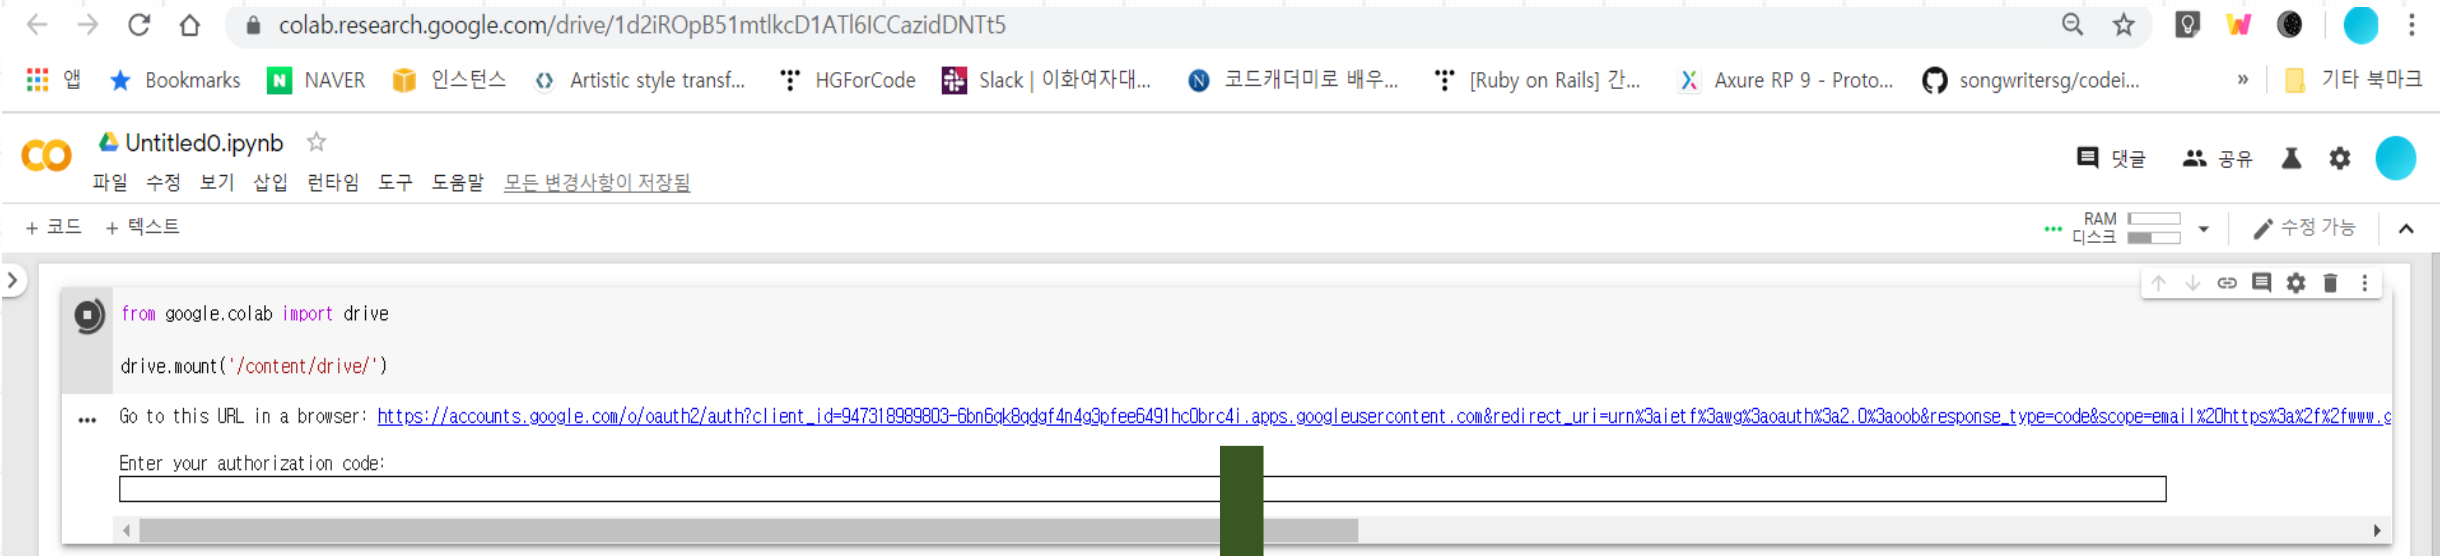 colab.research.google.com/drive/1d2iROpB51mtlkcD1ATl6ICCazidDNTt5
앱 Bookmarks NAVER 인스턴스 Artistic style transf... HGForCode Slack | 이화여자대... 코드캐더미로 배우... [Ruby on Rails] 간... Axure RP 9 - Proto... songwritersg/codei... » 기타 북마크
Untitled0.ipynb
댓글 공유
파일 수정 보기 삽입 런타임 도구 도움말 모든 변경사항이 저장됨
+ 코드 + 텍스트
RAM
디스크
수정 가능
from google.colab import drive
drive.mount('/content/drive/')
Go to this URL in a browser: https://accounts.google.com/o/oauth2/auth?client_id=947318989803-6bn6qk8qdgf4n4g3pfee6491hc0brc4i.apps.googleusercontent.com&redirect_uri=urn%3aietf%3awg%3aoauth%3a2.0%3aoob&response_type=code&scope=email%20https%3a%2f%2fwww.g
Enter your authorization code: